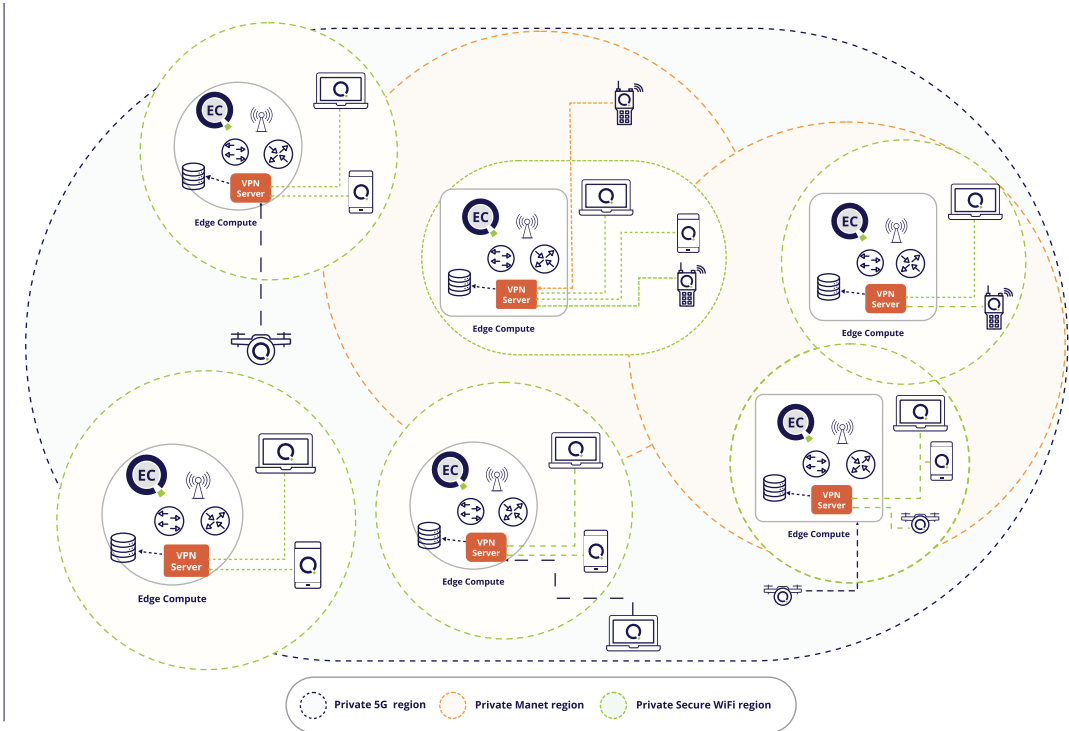 EC
VPN
Server
Edge Compute
EC
VPN
Server
Edge Compute
EC
VPN
Server
Edge Compute
EC
VPN
Server
Edge Compute
EC
VPN
Server
Edge Compute
EC
VPN
Server
Edge Compute
Private 5G region
Private Manet region
Private Secure WiFi region